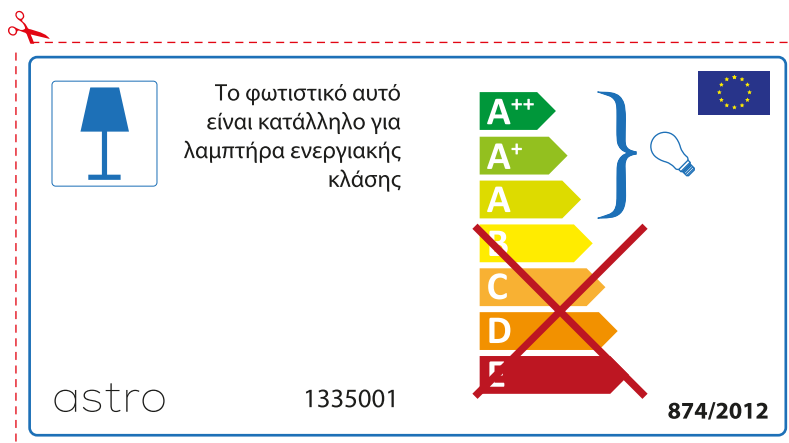 Το φωτιστικό αυτό
είναι κατάλληλο για
λαμπτήρα ενεργιακής
κλάσης
A++
A+
A
B
C
D
E
astro
1335001
874/2012